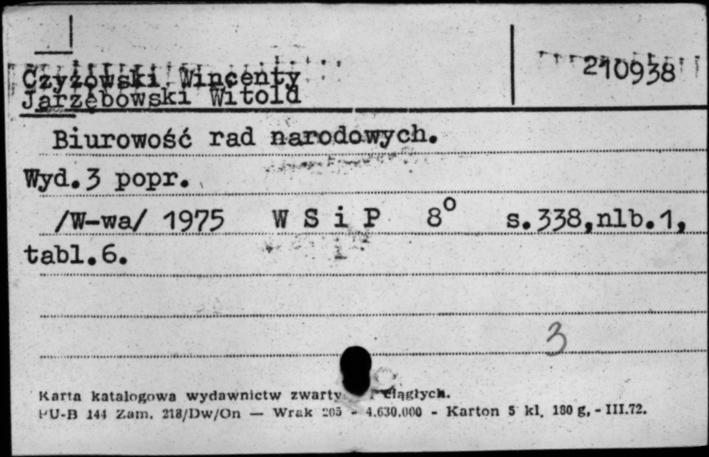 210938
Czyżowski Wincenty
Jarzębowski Witold
Biurowość rad narodowych.
Wyd.3 popr.
/W-wa/ 1975 W S i P 8° s.338,nlb.1,
tabl.6.
3
Karta katalogowa wydawnictw zwarty ciągłych.
PU-B 144 Zam. 218/Dw/On — Wrak 205 - 4.630.000 - Karton 5 kl. 180 g, - III.72.